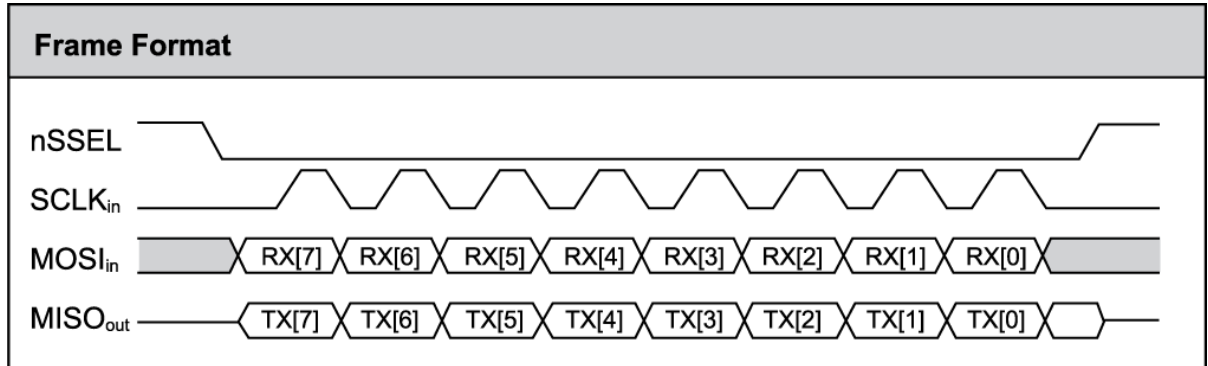 Frame Format
nSSEL
SCLKin
MOSIin RX[7] RX[6] RX[5] RX[4] RX[3] RX[2] RX[1] RX[0]
MISOout TX[7] TX[6] TX[5] TX[4] TX[3] TX[2] TX[1] TX[0]